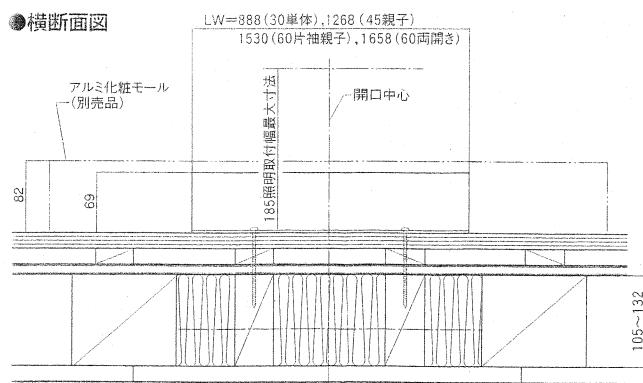 ●横断面図
LW=888(30単体),1268(45親子)
1530(60片袖親子),1658(60両開き)
アルミ化粧モール
(別売品)
開口中心
185照明取付幅最大寸法
82
69
105～132